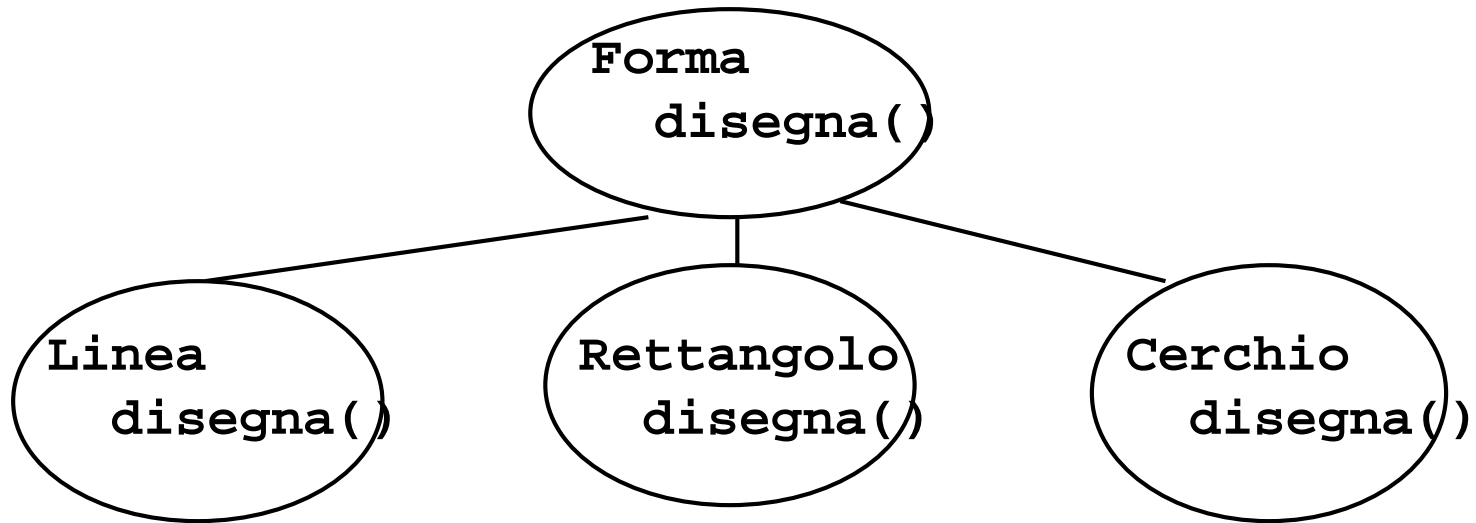 Forma
disegna()
Linea
disegna()
Rettangolo
disegna()
Cerchio
disegna()